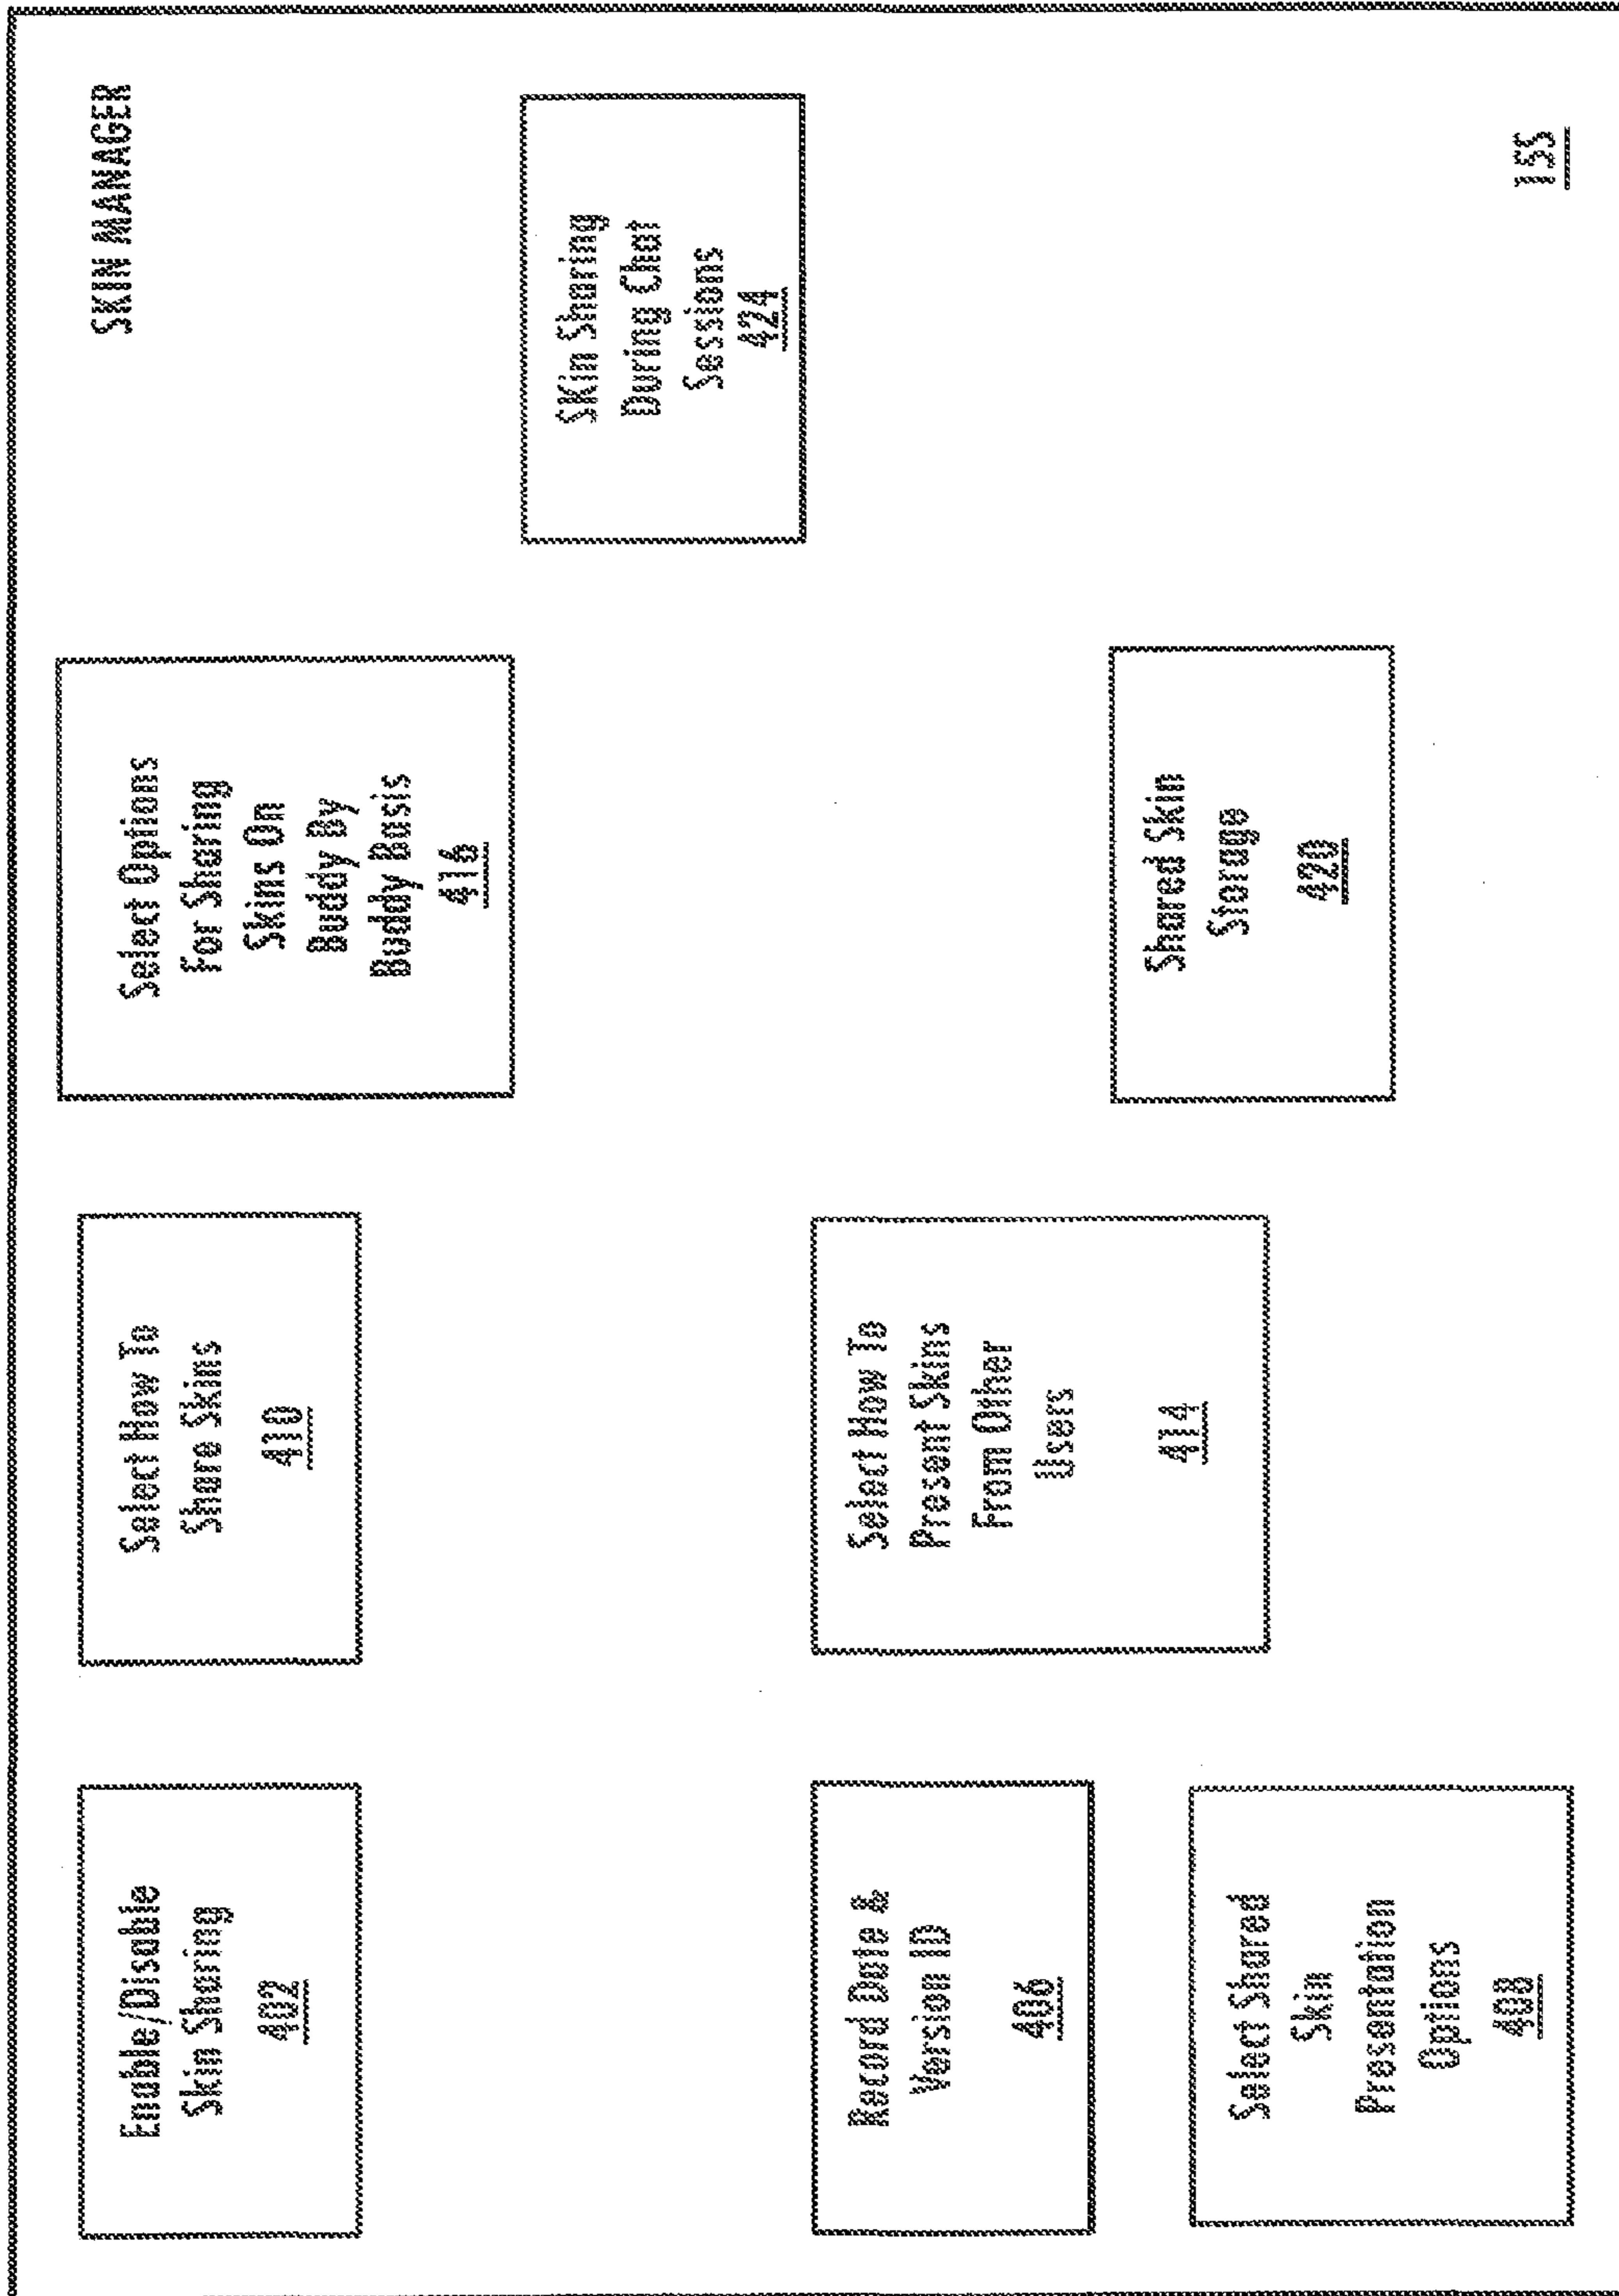 SKIN MANAGER
Enable/Disable
Skin Sharing
402
Select How To
Share Skins
410
Select Options
For Sharing
Skins On
Buddy By
Buddy Basis
Skin Sharing
During Chat
Sessions
424
Record Date &
Version ID
406
Select How To
Present Skins
From Other
Users
414
Shared Skin
Storage
420
Select Shared
Skin
Presentation
Options
408
155